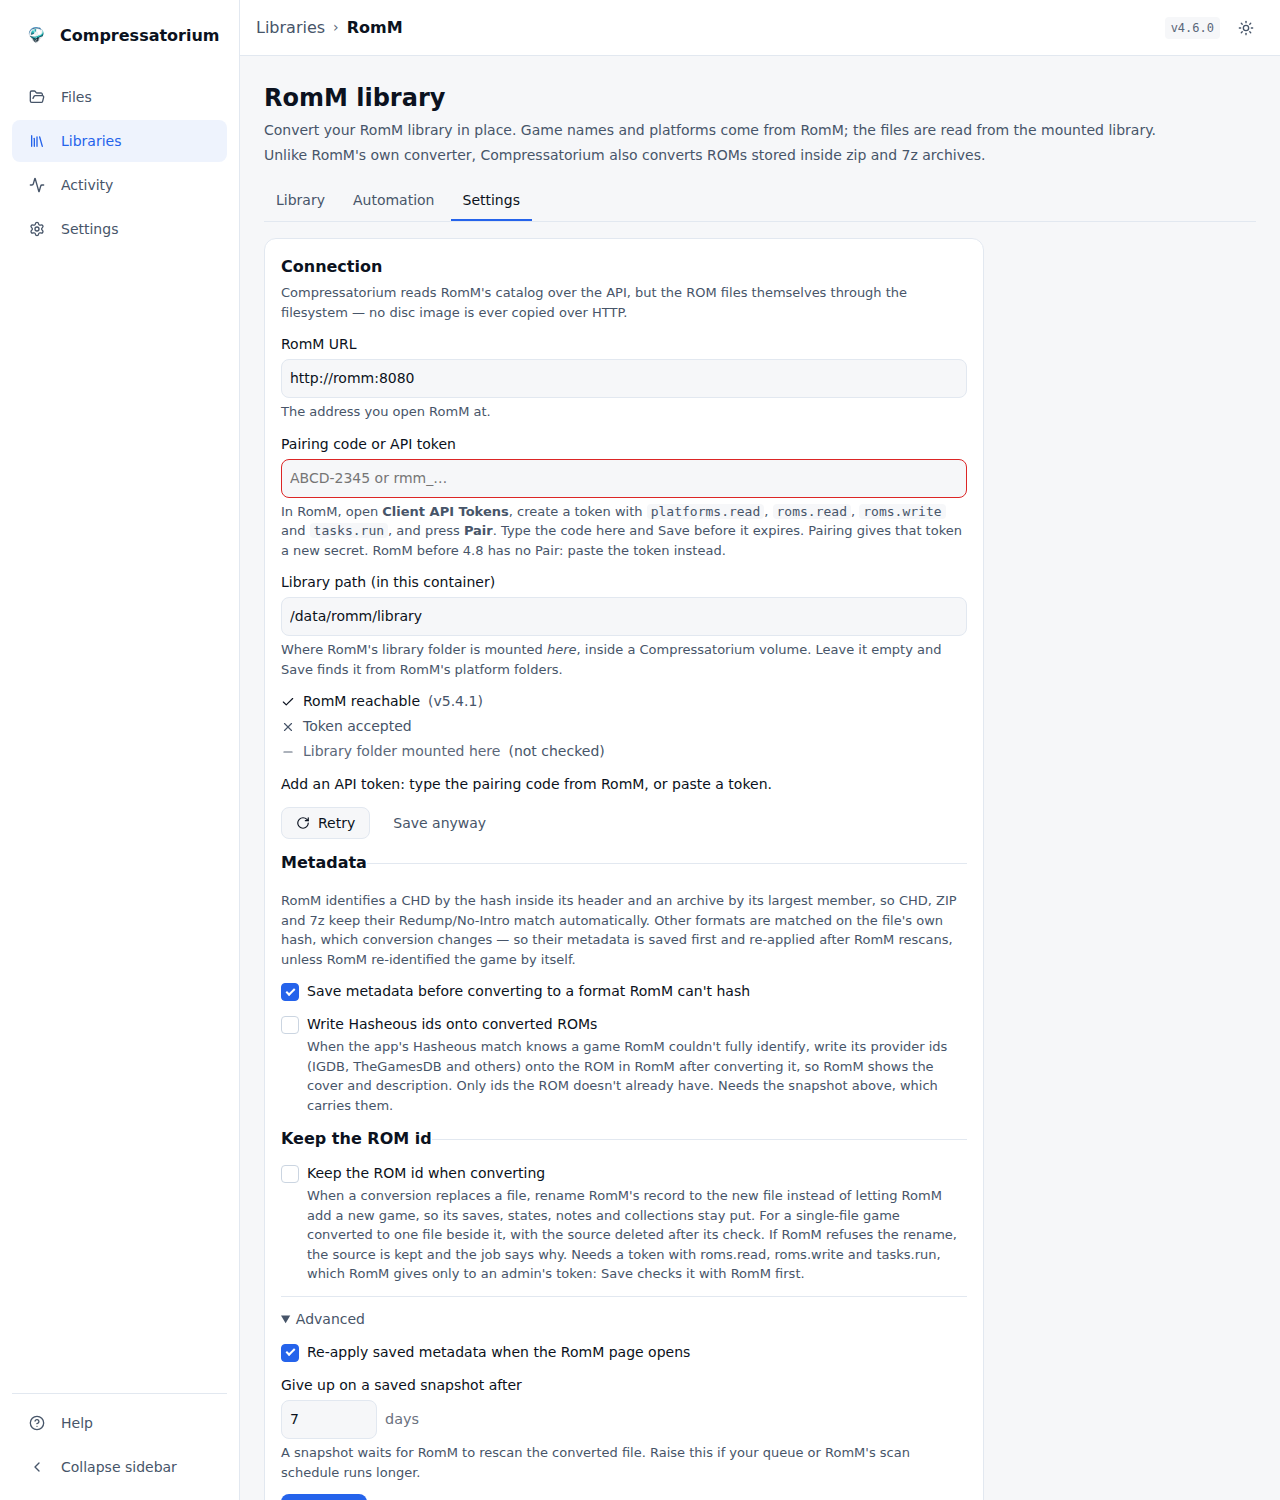 Compressatorium
Libraries › RomM
v4.6.0
Files
Libraries
Activity
Settings
RomM library
Convert your RomM library in place. Game names and platforms come from RomM; the files are read from the mounted library.
Unlike RomM's own converter, Compressatorium also converts ROMs stored inside zip and 7z archives.
Library Automation Settings
Connection
Compressatorium reads RomM's catalog over the API, but the ROM files themselves through the
filesystem — no disc image is ever copied over HTTP.
RomM URL
http://romm:8080
The address you open RomM at.
Pairing code or API token
ABCD-2345 or rmm_...
In RomM, open Client API Tokens, create a token with platforms.read, roms.read, roms.write
and tasks.run, and press Pair. Type the code here and Save before it expires. Pairing gives that token
a new secret. RomM before 4.8 has no Pair: paste the token instead.
Library path (in this container)
/data/romm/library
Where RomM's library folder is mounted here, inside a Compressatorium volume. Leave it empty and
Save finds it from RomM's platform folders.
RomM reachable (v5.4.1)
Token accepted
Library folder mounted here (not checked)
Add an API token: type the pairing code from RomM, or paste a token.
Retry Save anyway
Metadata
RomM identifies a CHD by the hash inside its header and an archive by its largest member, so CHD, ZIP
and 7z keep their Redump/No-Intro match automatically. Other formats are matched on the file's own
hash, which conversion changes — so their metadata is saved first and re-applied after RomM rescans,
unless RomM re-identified the game by itself.
Save metadata before converting to a format RomM can't hash
Write Hasheous ids onto converted ROMs
When the app's Hasheous match knows a game RomM couldn't fully identify, write its provider ids
(IGDB, TheGamesDB and others) onto the ROM in RomM after converting it, so RomM shows the
cover and description. Only ids the ROM doesn't already have. Needs the snapshot above, which
carries them.
Keep the ROM id
Keep the ROM id when converting
When a conversion replaces a file, rename RomM's record to the new file instead of letting RomM
add a new game, so its saves, states, notes and collections stay put. For a single-file game
converted to one file beside it, with the source deleted after its check. If RomM refuses the rename,
the source is kept and the job says why. Needs a token with roms.read, roms.write and tasks.run,
which RomM gives only to an admin's token: Save checks it with RomM first.
▼ Advanced
Re-apply saved metadata when the RomM page opens
Give up on a saved snapshot after
7 days
A snapshot waits for RomM to rescan the converted file. Raise this if your queue or RomM's scan
schedule runs longer.
Help
Collapse sidebar